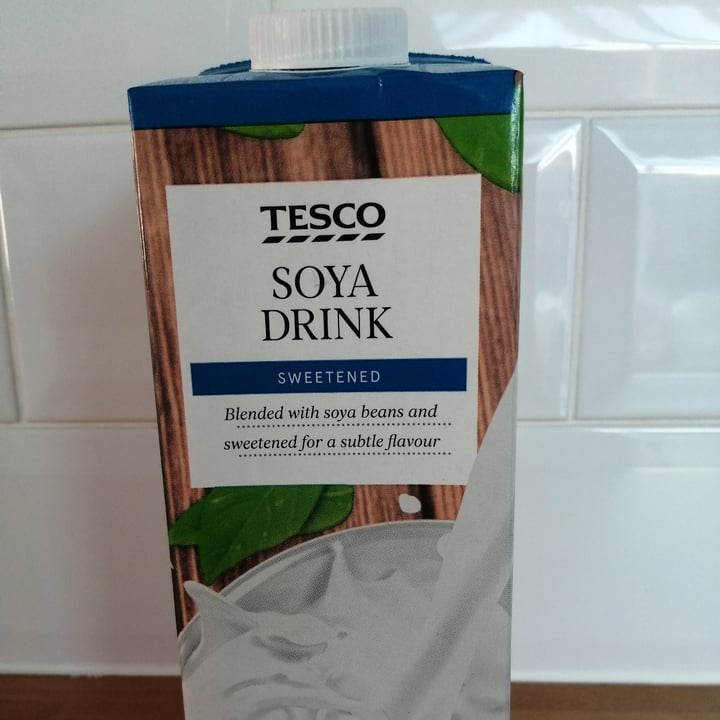 TESCO
SOYA
DRINK
SWEETENED
Blended with soya beans and
sweetened for a subtle flavour